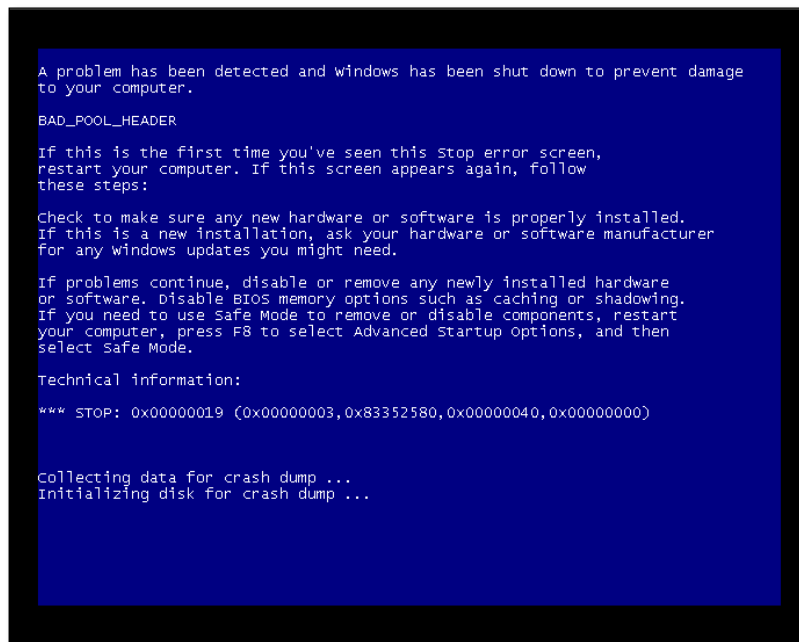 A problem has been detected and Windows has been shut down to prevent damage
to your computer.
BAD_POOL_HEADER
If this is the first time you've seen this Stop error screen,
restart your computer. If this screen appears again, follow
these steps:
Check to make sure any new hardware or software is properly installed.
If this is a new installation, ask your hardware or software manufacturer
for any Windows updates you might need.
If problems continue, disable or remove any newly installed hardware
or software. Disable BIOS memory options such as caching or shadowing.
If you need to use Safe Mode to remove or disable components, restart
your computer, press F8 to select Advanced Startup Options, and then
select Safe Mode.
Technical information:
*** STOP: 0x00000019 (0x00000003,0x83352580,0x00000040,0x00000000)
Collecting data for crash dump ...
Initializing disk for crash dump ...